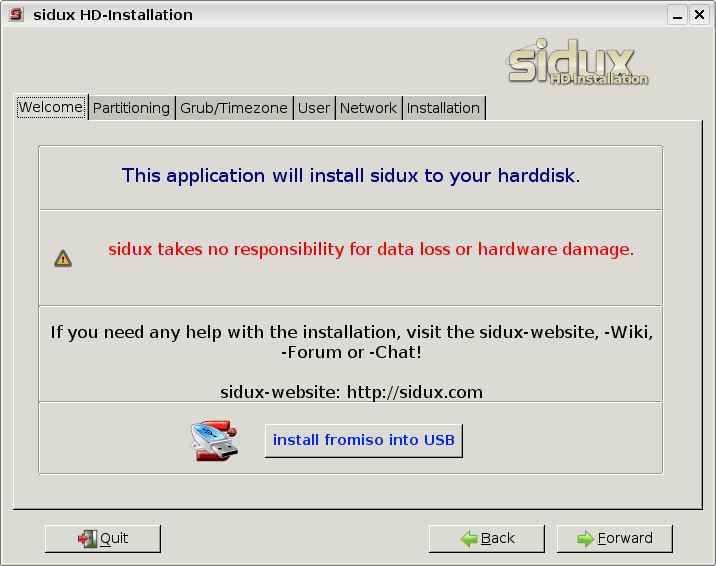 sidux HD-Installation
sidux
HD-Installation
Welcome Partitioning Grub/Timezone User Network Installation
This application will install sidux to your harddisk.
sidux takes no responsibility for data loss or hardware damage.
If you need any help with the installation, visit the sidux-website, -Wiki,
-Forum or -Chat!
sidux-website: http://sidux.com
install fromiso into USB
Quit Back Forward